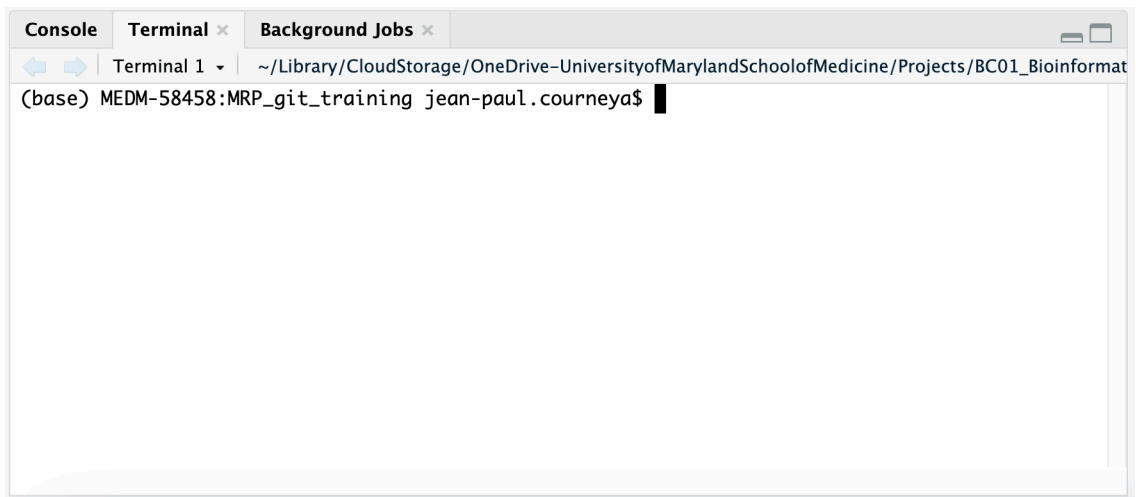 Console Terminal × Background Jobs ×
Terminal 1 ~/Library/CloudStorage/OneDrive-UniversityofMarylandSchoolofMedicine/Projects/BC01_Bioinformat
(base) MEDM-58458:MRP_git_training jean-paul.courneya$